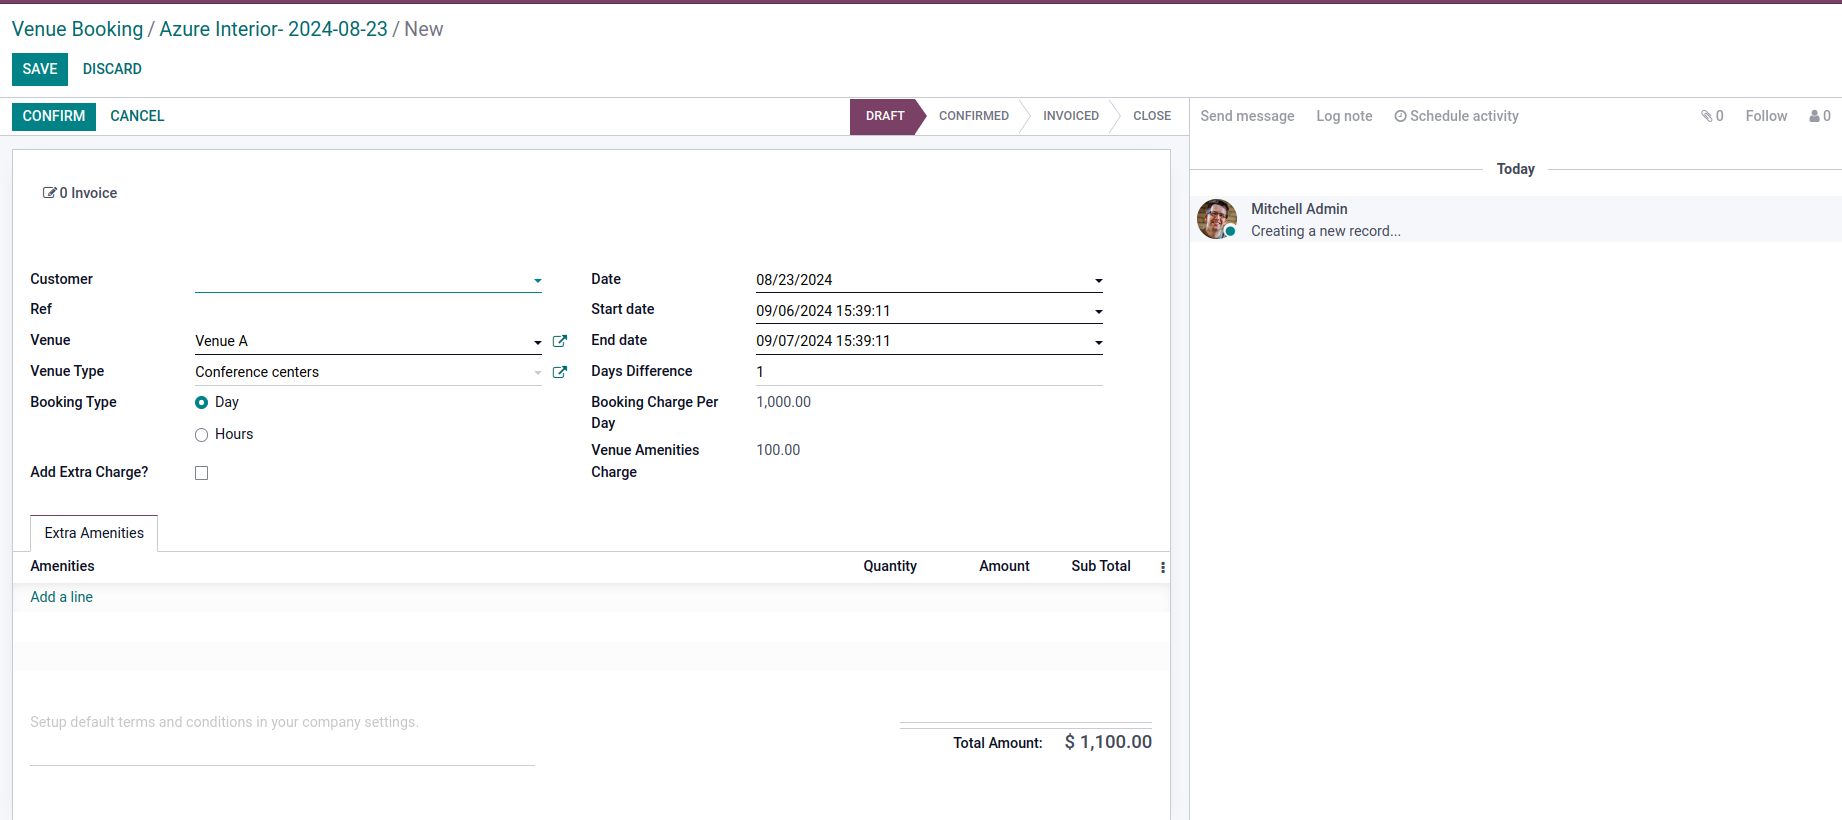 Venue Booking / Azure Interior- 2024-08-23 / New
SAVE DISCARD
CONFIRM CANCEL DRAFT CONFIRMED INVOICED CLOSE
Send message Log note Schedule activity 0 Follow 0
Today
Mitchell Admin
Creating a new record...
0 Invoice
Customer
Ref
Venue Venue A
Venue Type Conference centers
Booking Type Day
Hours
Add Extra Charge?
Date 08/23/2024
Start date 09/06/2024 15:39:11
End date 09/07/2024 15:39:11
Days Difference 1
Booking Charge Per 1,000.00
Day
Venue Amenities 100.00
Charge
Extra Amenities
Amenities Quantity Amount Sub Total
Add a line
Setup default terms and conditions in your company settings.
Total Amount: $ 1,100.00